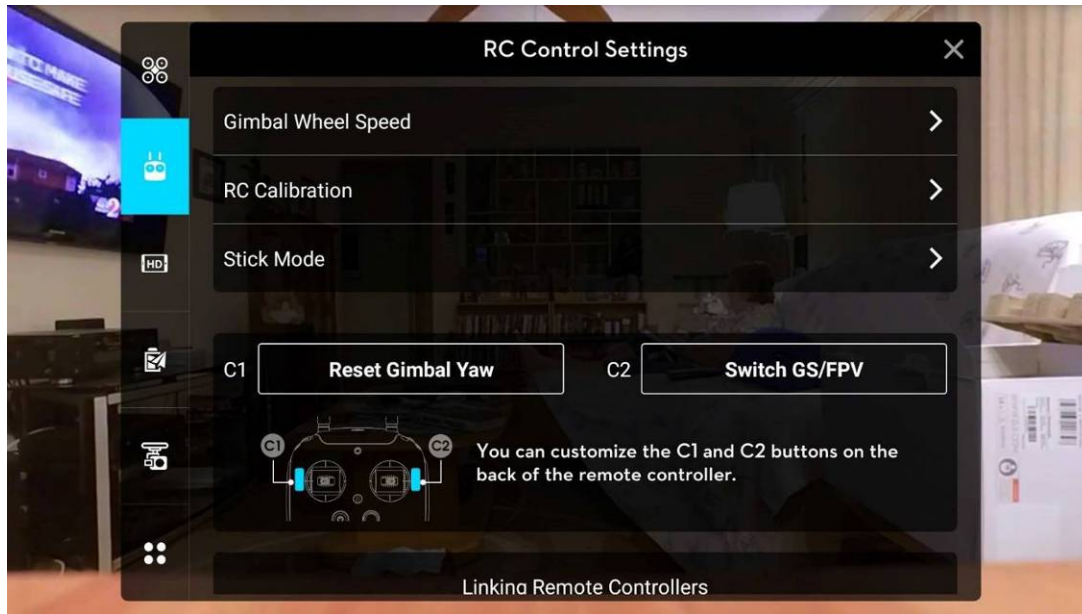 TO MAKE
RC Control Settings
Gimbal Wheel Speed
RC Calibration
Stick Mode
HD
C1
Reset Gimbal Yaw
C2
Switch GS/FPV
C1
C2
You can customize the C1 and C2 buttons on the
back of the remote controller.
Linking Remote Controllers